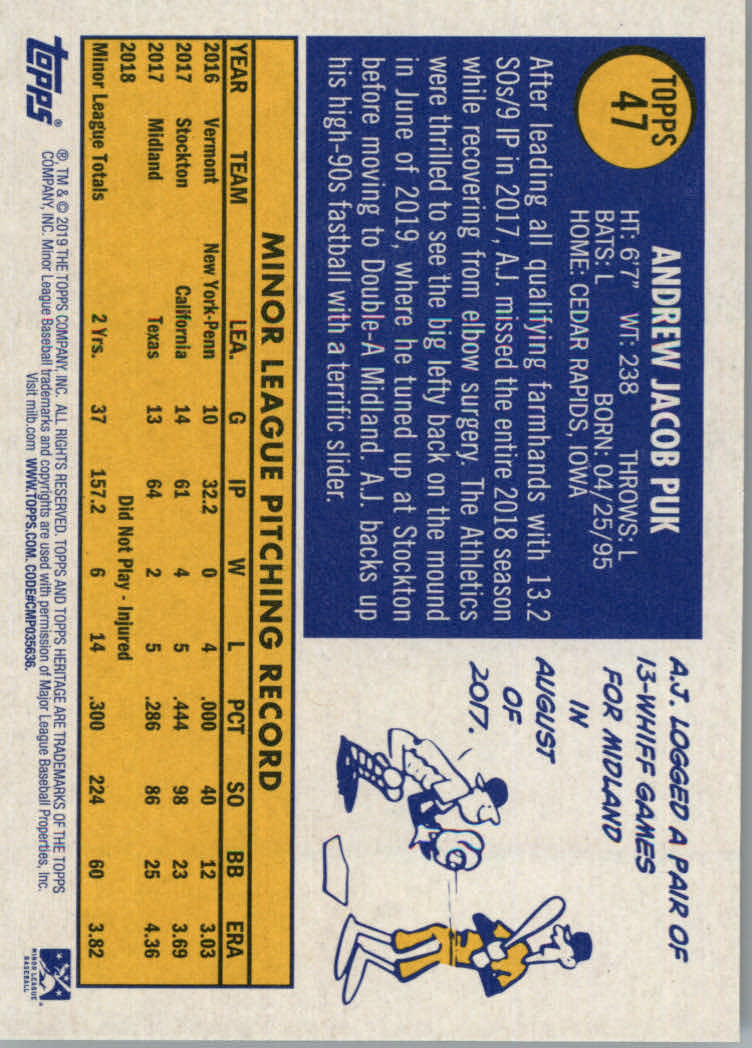 TOPPS
47
ANDREW JACOB PUK
HT: 6'7" WT: 238 THROWS: L
BATS: L BORN: 04/25/95
HOME: CEDAR RAPIDS, IOWA
After leading all qualifying farmhands with 13.2
SOs/9 IP in 2017, A.J. missed the entire 2018 season
while recovering from elbow surgery. The Athletics
were thrilled to see the big lefty back on the mound
in June of 2019, where he tuned up at Stockton
before moving to Double-A Midland. A.J. backs up
his high-90s fastball with a terrific slider.
A.J. LOGGED A PAIR OF
13-WHIFF GAMES
FOR MIDLAND
IN
AUGUST
OF
2017.
MINOR LEAGUE PITCHING RECORD
YEAR TEAM LEA. G IP W L PCT SO BB ERA
2016 Vermont New York-Penn 10 32.2 0 4 .000 40 12 3.03
2017 Stockton California 14 61 4 5 .444 98 23 3.69
2017 Midland Texas 13 64 2 5 .286 86 25 4.36
2018 Did Not Play - Injured
Minor League Totals 2 Yrs. 37 157.2 6 14 .300 224 60 3.82
Topps®
®, TM & © 2019 THE TOPPS COMPANY, INC. ALL RIGHTS RESERVED. TOPPS AND TOPPS HERITAGE ARE TRADEMARKS OF THE TOPPS
COMPANY, INC. Minor League Baseball trademarks and copyrights are used with permission of Major League Baseball Properties, Inc.
Visit milb.com WWW.TOPPS.COM. CODE#CMP035636.
MINOR LEAGUE
BASEBALL